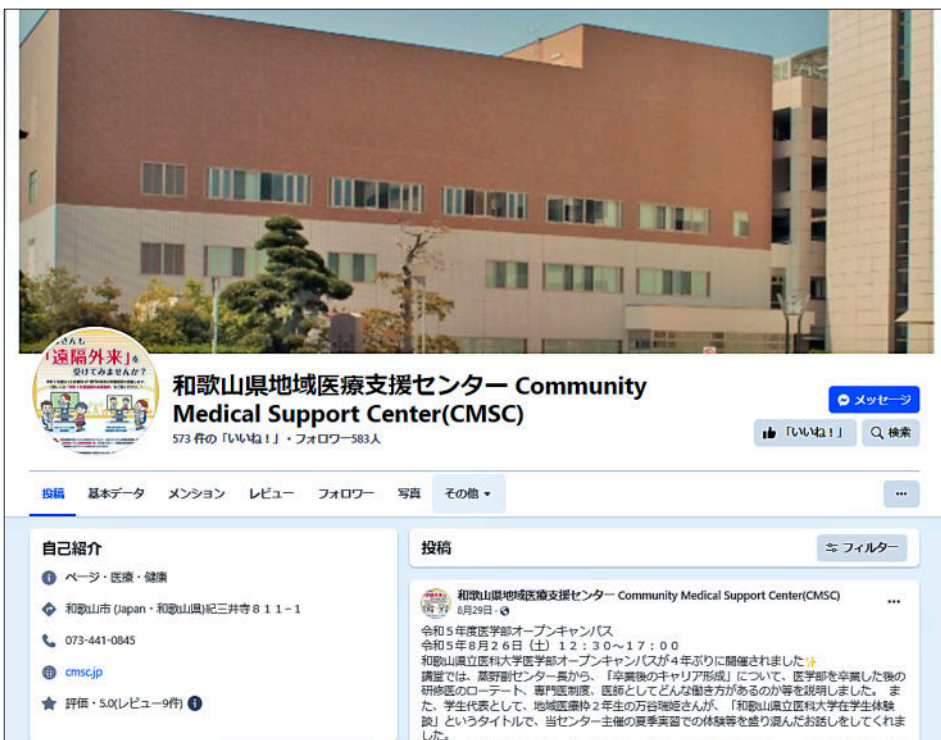 さんも
「遠隔外来」を
受けてみませんか?
和歌山県地域医療支援センター Community
Medical Support Center(CMSC)
573 件の「いいね！」・フォロワー583人
メッセージ
「いいね！」
検索
投稿
基本データ
メンション
レビュー
フォロワー
写真
その他
自己紹介
ページ・医療・健康
和歌山市 (Japan・和歌山県)紀三井寺８１１−１
073-441-0845
cmsc.jp
評価・5.0(レビュー9件)
投稿
フィルター
和歌山県地域医療支援センター Community Medical Support Center(CMSC)
8月29日
令和５年度医学部オープンキャンパス
令和５年８月２６日（土）１２：３０～１７：００
和歌山県立医科大学医学部オープンキャンパスが４年ぶりに開催されました✨
講堂では、蒸野副センター長から、「卒業後のキャリア形成」について、医学部を卒業した後の
研修医のローテート、専門医制度、医師としてどんな働き方があるのか等を説明しました。 ま
た、学生代表として、地域医療枠２年生の万谷瑞姫さんが、「和歌山県立医科大学在学生体験
談」というタイトルで、当センター主催の夏季実習での体験等を盛り混んだお話しをしてくれま
した。